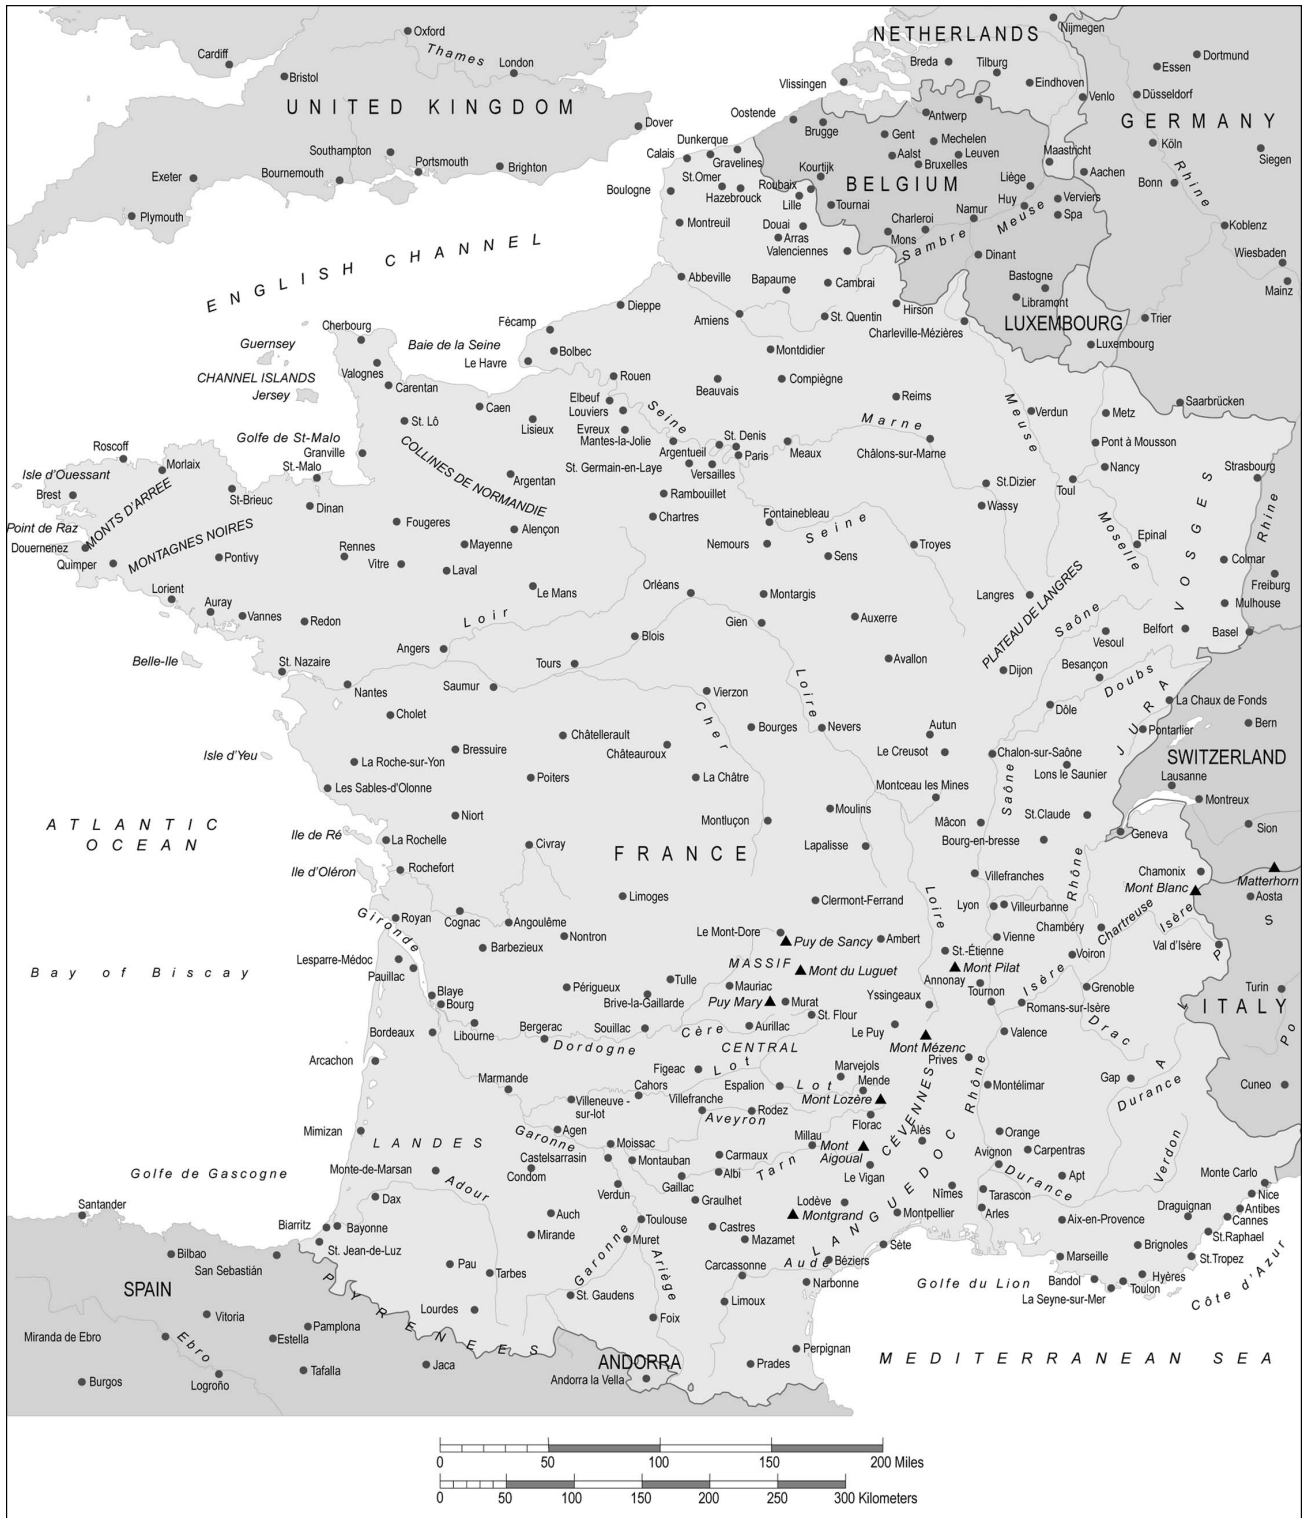 Oxford
Thames
Cardiff
London
Bristol
UNITED KINGDOM
Dover
Southampton
Portsmouth
Brighton
Bournemouth
Exeter
Plymouth
ENGLISH CHANNEL
NETHERLANDS
Nijmegen
Breda
Tilburg
Dortmund
Essen
Vlissingen
Eindhoven
Venlo
Düsseldorf
GERMANY
Oostende
Brugge
Antwerp
Gent
Mechelen
Aalst
Leuven
Bruxelles
Maastricht
Köln
Siegen
Aachen
Bonn
Rhine
Dunkerque
Calais
Gravelines
St.Omer
Hazebrouck
Boulogne
Roubaix
Kourtijk
Lille
BELGIUM
Liège
Huy
Verviers
Spa
Tournai
Namur
Meuse
Koblenz
Montreuil
Douai
Arras
Valenciennes
Charleroi
Mons
Sambre
Dinant
Wiesbaden
Mainz
Abbeville
Bapaume
Cambrai
Bastogne
Libramont
Dieppe
Amiens
St. Quentin
Hirson
Charleville-Mézières
LUXEMBOURG
Trier
Luxembourg
Cherbourg
Fécamp
Guernsey
Baie de la Seine
Bolbec
Le Havre
Montdidier
Valognes
CHANNEL ISLANDS
Jersey
Carentan
Rouen
Beauvais
Compiègne
Elbeuf
Louviers
Seine
Reims
Saarbrücken
Caen
St. Lô
Lisieux
Evreux
Mantes-la-Jolie
Marne
Meuse
Verdun
Metz
Golfe de St-Malo
Granville
St. Denis
Argentueil
Paris
Meaux
Châlons-sur-Marne
Pont à Mousson
Roscoff
Morlaix
St.-Malo
COLLINES DE NORMANDIE
St. Germain-en-Laye
Versailles
Nancy
Strasbourg
Isle d'Ouessant
Brest
St-Brieuc
Argentan
Rambouillet
St.Dizier
Toul
Dinan
Wassy
VOSGES
Rhine
Point de Raz
MONTS D'ARREE
Fougeres
Alençon
Chartres
Fontainebleau
Seine
Moselle
Douernenez
MONTAGNES NOIRES
Rennes
Mayenne
Nemours
Troyes
Epinal
Quimper
Pontivy
Vitre
Laval
Sens
Colmar
Freiburg
Lorient
Le Mans
Orléans
Montargis
Langres
PLATEAU DE LANGRES
Mulhouse
Auray
Vannes
Redon
Loir
Gien
Auxerre
Saône
Belfort
Basel
Blois
Vesoul
Angers
Belle-Ile
St. Nazaire
Tours
Avallon
Dijon
Besançon
Doubs
Nantes
Saumur
Vierzon
Loire
La Chaux de Fonds
Cholet
Cher
Dôle
JURA
Bern
Bourges
Nevers
Autun
Pontarlier
Isle d'Yeu
Châtellerault
Châteauroux
Le Creusot
Chalon-sur-Saône
SWITZERLAND
Bressuire
La Roche-sur-Yon
Lons le Saunier
Lausanne
Les Sables-d'Olonne
Poiters
La Châtre
Montceau les Mines
Saône
Montreux
ATLANTIC
OCEAN
Niort
Moulins
Montluçon
Mâcon
St.Claude
Sion
Ile de Ré
La Rochelle
Civray
FRANCE
Lapalisse
Bourg-en-bresse
Geneva
Ile d'Oléron
Rochefort
Villefranches
Rhône
Chamonix
Mont Blanc
Matterhorn
Aosta
Limoges
Clermont-Ferrand
Loire
Lyon
Villeurbanne
Gironde
Royan
Cognac
Angoulême
Chambéry
Chartreuse
Isère
Barbezieux
Nontron
Le Mont-Dore
Puy de Sancy
Ambert
Vienne
St.-Étienne
Voiron
Val d'Isère
Bay of Biscay
Lesparre-Médoc
Pauillac
MASSIF
Mont du Luguet
Mont Pilat
Annonay
ALPS
Tulle
Mauriac
Yssingeaux
Tournon
Isère
Grenoble
Turin
Blaye
Bourg
Périgueux
Brive-la-Gaillarde
Puy Mary
Murat
St. Flour
Romans-sur-Isère
ITALY
Bordeaux
Libourne
Bergerac
Souillac
Cère
Aurillac
Le Puy
Valence
Drac
Po
Arcachon
Dordogne
CENTRAL
Mont Mézenc
Prives
Marmande
Figeac
Lot
Marvejols
Mende
Gap
Durance
Cuneo
Cahors
Espalion
Lot
Mont Lozère
Montélimar
Villeneuve -
sur-lot
Villefranche
Rodez
Aveyron
Florac
CÉVENNES
Rhône
Mimizan
Agen
LANDES
Garonne
Moissac
Millau
Mont
Aigoual
Alès
Orange
Verdon
Golfe de Gascogne
Castelsarrasin
Condom
Montauban
Carmaux
Albi
Tarn
Le Vigan
Avignon
Carpentras
Monte-de-Marsan
Adour
Verdun
Gaillac
Nîmes
Durance
Apt
Monte Carlo
Santander
Dax
Graulhet
Lodève
LANGUEDOC
Tarascon
Nice
Antibes
Auch
Montgrand
Montpellier
Arles
Draguignan
Cannes
Biarritz
Bayonne
Mirande
Toulouse
Castres
Aix-en-Provence
St.Raphael
St. Jean-de-Luz
Garonne
Muret
Mazamet
Sète
Brignoles
St.Tropez
Bilbao
San Sebastián
Pau
Ariège
Carcassonne
Aude
Béziers
Marseille
Hyères
Côte d'Azur
SPAIN
PYRENEES
Tarbes
St. Gaudens
Narbonne
Golfe du Lion
Bandol
Toulon
La Seyne-sur-Mer
Vitoria
Lourdes
Limoux
Pamplona
Foix
Miranda de Ebro
Ebro
Estella
Perpignan
Tafalla
Jaca
ANDORRA
Prades
MEDITERRANEAN SEA
Burgos
Logroño
Andorra la Vella
0 50 100 150 200 Miles
0 50 100 150 200 250 300 Kilometers